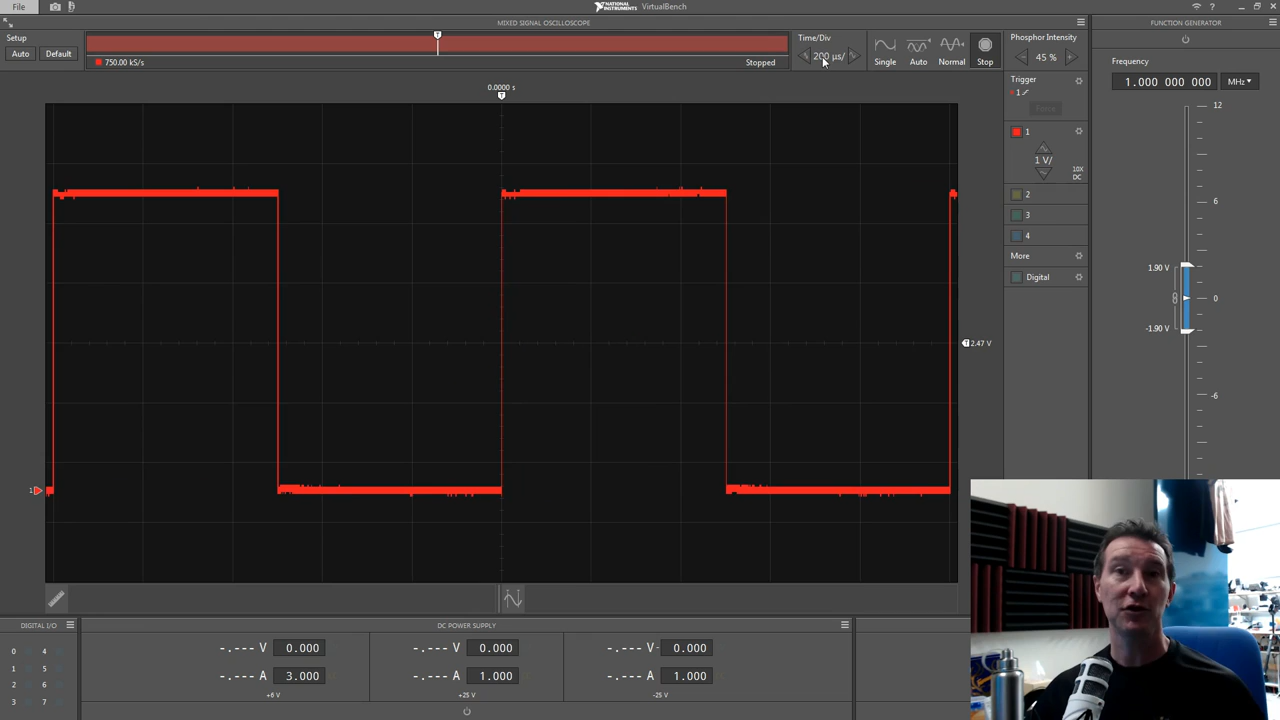 File
NATIONAL INSTRUMENTS VirtualBench
MIXED SIGNAL OSCILLOSCOPE
FUNCTION GENERATOR
Setup
Auto Default
T
750.00 kS/s
Stopped
Time/Div
200 µs/
Single Auto Normal Stop
Phosphor Intensity
45 %
Trigger
1
Force
1
1 V/
10X
DC
2
3
4
More
Digital
Frequency
1.000 000 000 MHz
12
6
1.90 V
0
-1.90 V
-6
0.0000 s
T
T 2.47 V
1
DIGITAL I/O
0 4
1 5
2 6
3 7
DC POWER SUPPLY
-.--- V 0.000
-.--- A 3.000
+6 V
-.--- V 0.000
-.--- A 1.000
+25 V
-.--- V 0.000
-.--- A 1.000
-25 V